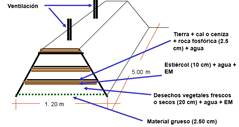 Ventilación
Tierra + cal o ceniza
+ roca fosfórica (2.5
cm) + agua
Estiércol (10 cm) + agua +
EM
5.00 m
Desechos vegetales frescos
o secos (20 cm) + agua + EM
1. 20 m
Material grueso (2.50 cm)